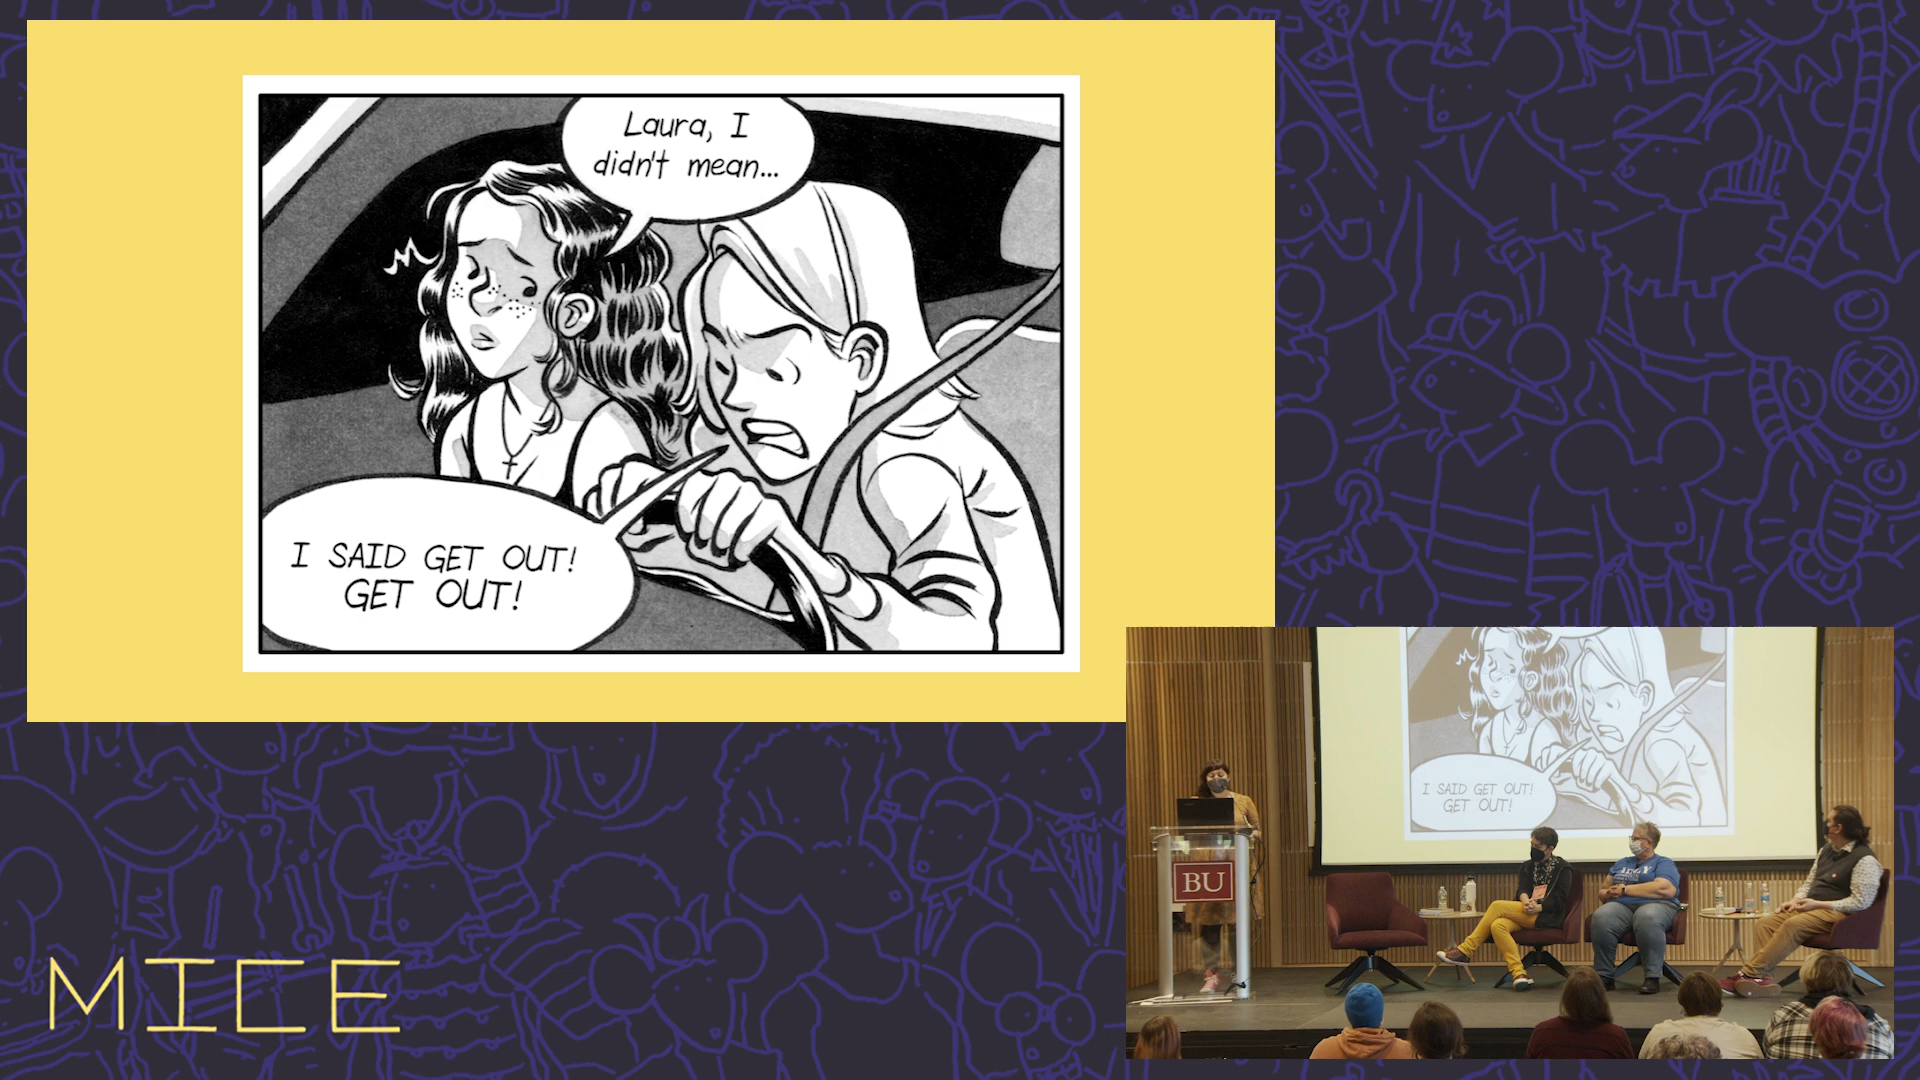 Laura, I
didn't mean...
I SAID GET OUT!
GET OUT!
MICE
I SAID GET OUT!
GET OUT!
BU